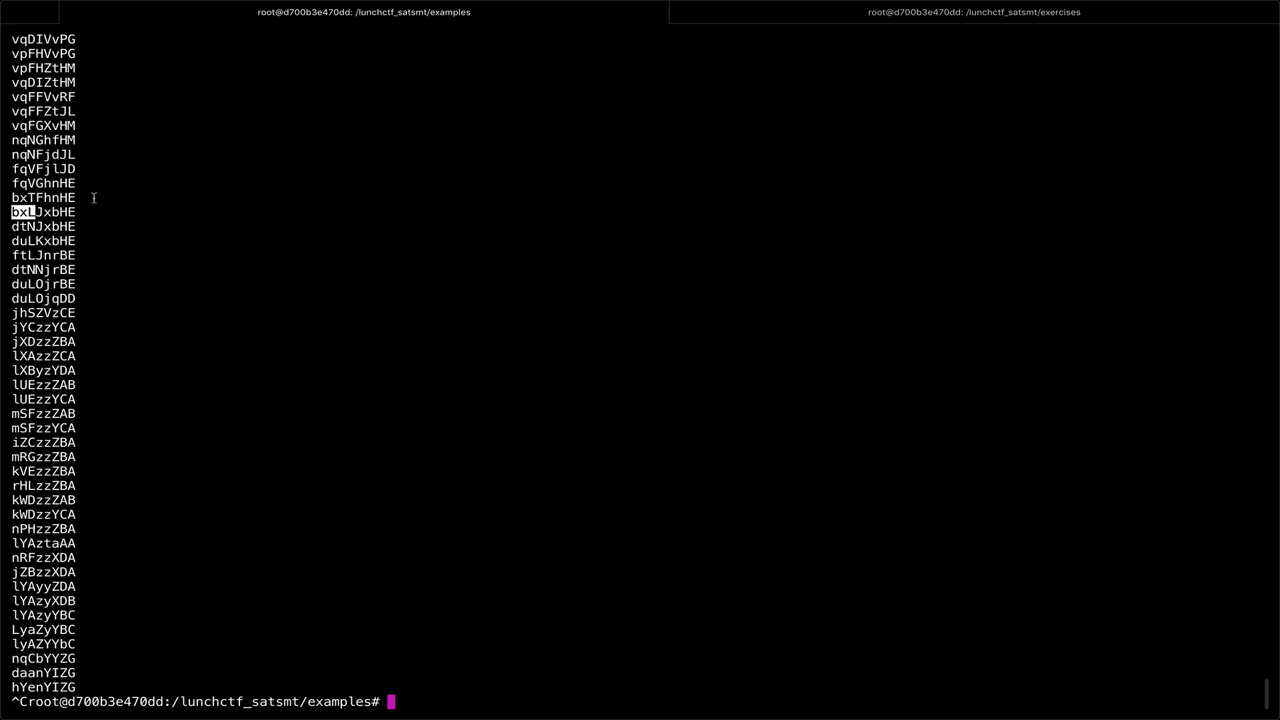 root@d700b3e470dd: /lunchctf_satsmt/examples
root@d700b3e470dd: /lunchctf_satsmt/exercises
vqDIVvPG
vpFHVvPG
vpFHZtHM
vqDIZtHM
vqFFVvRF
vqFFZtJL
vqFGXvHM
nqNGhfHM
nqNFjdJL
fqVFjlJD
fqVGhnHE
bxTFhnHE
bxLJxbHE
dtNJxbHE
duLKxbHE
ftLJnrBE
dtNNjrBE
duLOjrBE
duLOjqDD
jhSZVzCE
jYCzzYCA
jXDzzZBA
lXAzzZCA
lXByzYDA
lUEzzZAB
lUEzzYCA
mSFzzZAB
mSFzzYCA
iZCzzZBA
mRGzzZBA
kVEzzZBA
rHLzzZBA
kWDzzZAB
kWDzzYCA
nPHzzZBA
lYAztaAA
nRFzzXDA
jZBzzXDA
lYAyyZDA
lYAzyXDB
lYAzyYBC
LyaZyYBC
lyAZYYbC
nqCbYYZG
daanYIZG
hYenYIZG
^Croot@d700b3e470dd:/lunchctf_satsmt/examples#